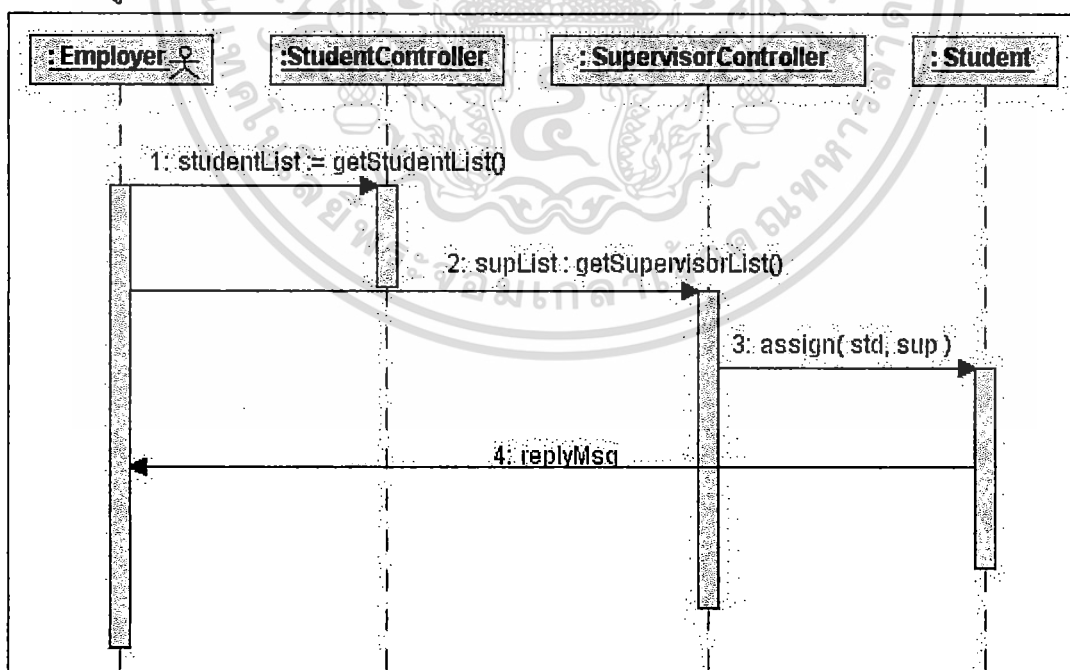 : Employer
:StudentController
: SupervisorController
: Student
1: studentList := getStudentList()
2: supList : getSupervisorList()
3: assign( std, sup )
4: replyMsg